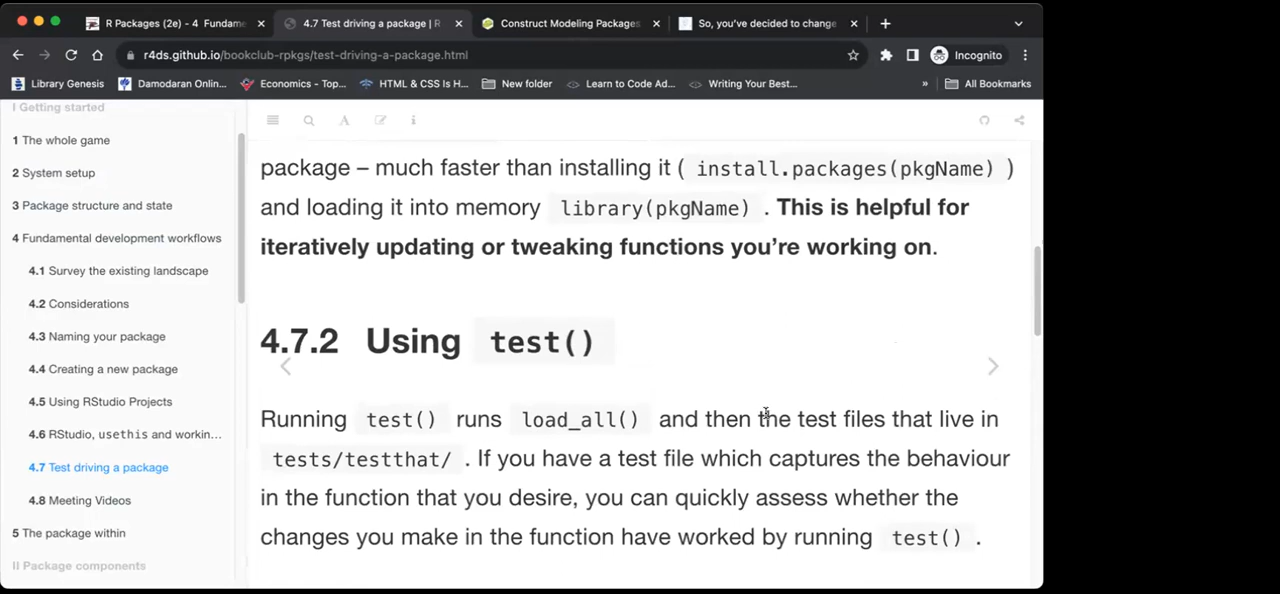 R Packages (2e) - 4 Fundame
4.7 Test driving a package | R
Construct Modeling Packages
So, you've decided to change
r4ds.github.io/bookclub-rpkgs/test-driving-a-package.html
Incognito
Library Genesis
Damodaran Onlin...
Economics - Top...
HTML & CSS Is H...
New folder
Learn to Code Ad...
Writing Your Best...
»
All Bookmarks
I Getting started
1 The whole game
2 System setup
3 Package structure and state
4 Fundamental development workflows
4.1 Survey the existing landscape
4.2 Considerations
4.3 Naming your package
4.4 Creating a new package
4.5 Using RStudio Projects
4.6 RStudio, usethis and workin...
4.7 Test driving a package
4.8 Meeting Videos
5 The package within
II Package components
package – much faster than installing it ( install.packages(pkgName) )
and loading it into memory library(pkgName) . This is helpful for
iteratively updating or tweaking functions you're working on.
4.7.2 Using test()
Running test() runs load_all() and then the test files that live in
tests/testthat/ . If you have a test file which captures the behaviour
in the function that you desire, you can quickly assess whether the
changes you make in the function have worked by running test() .